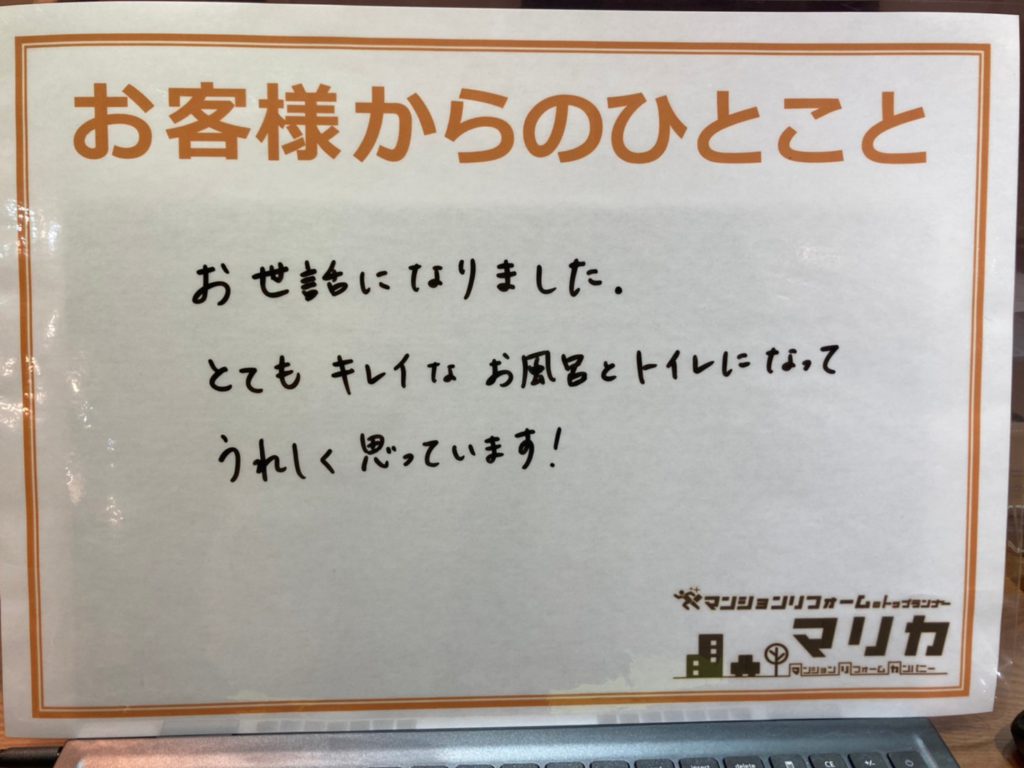 お客様からのひとこと
お世話になりました.
とても キレイな お風呂とトイレになって
うれしく思っています!
マンションリフォームのトップランナー
マリカ
マンション リフォーム カンパニー
insert
delete
CE
+/-